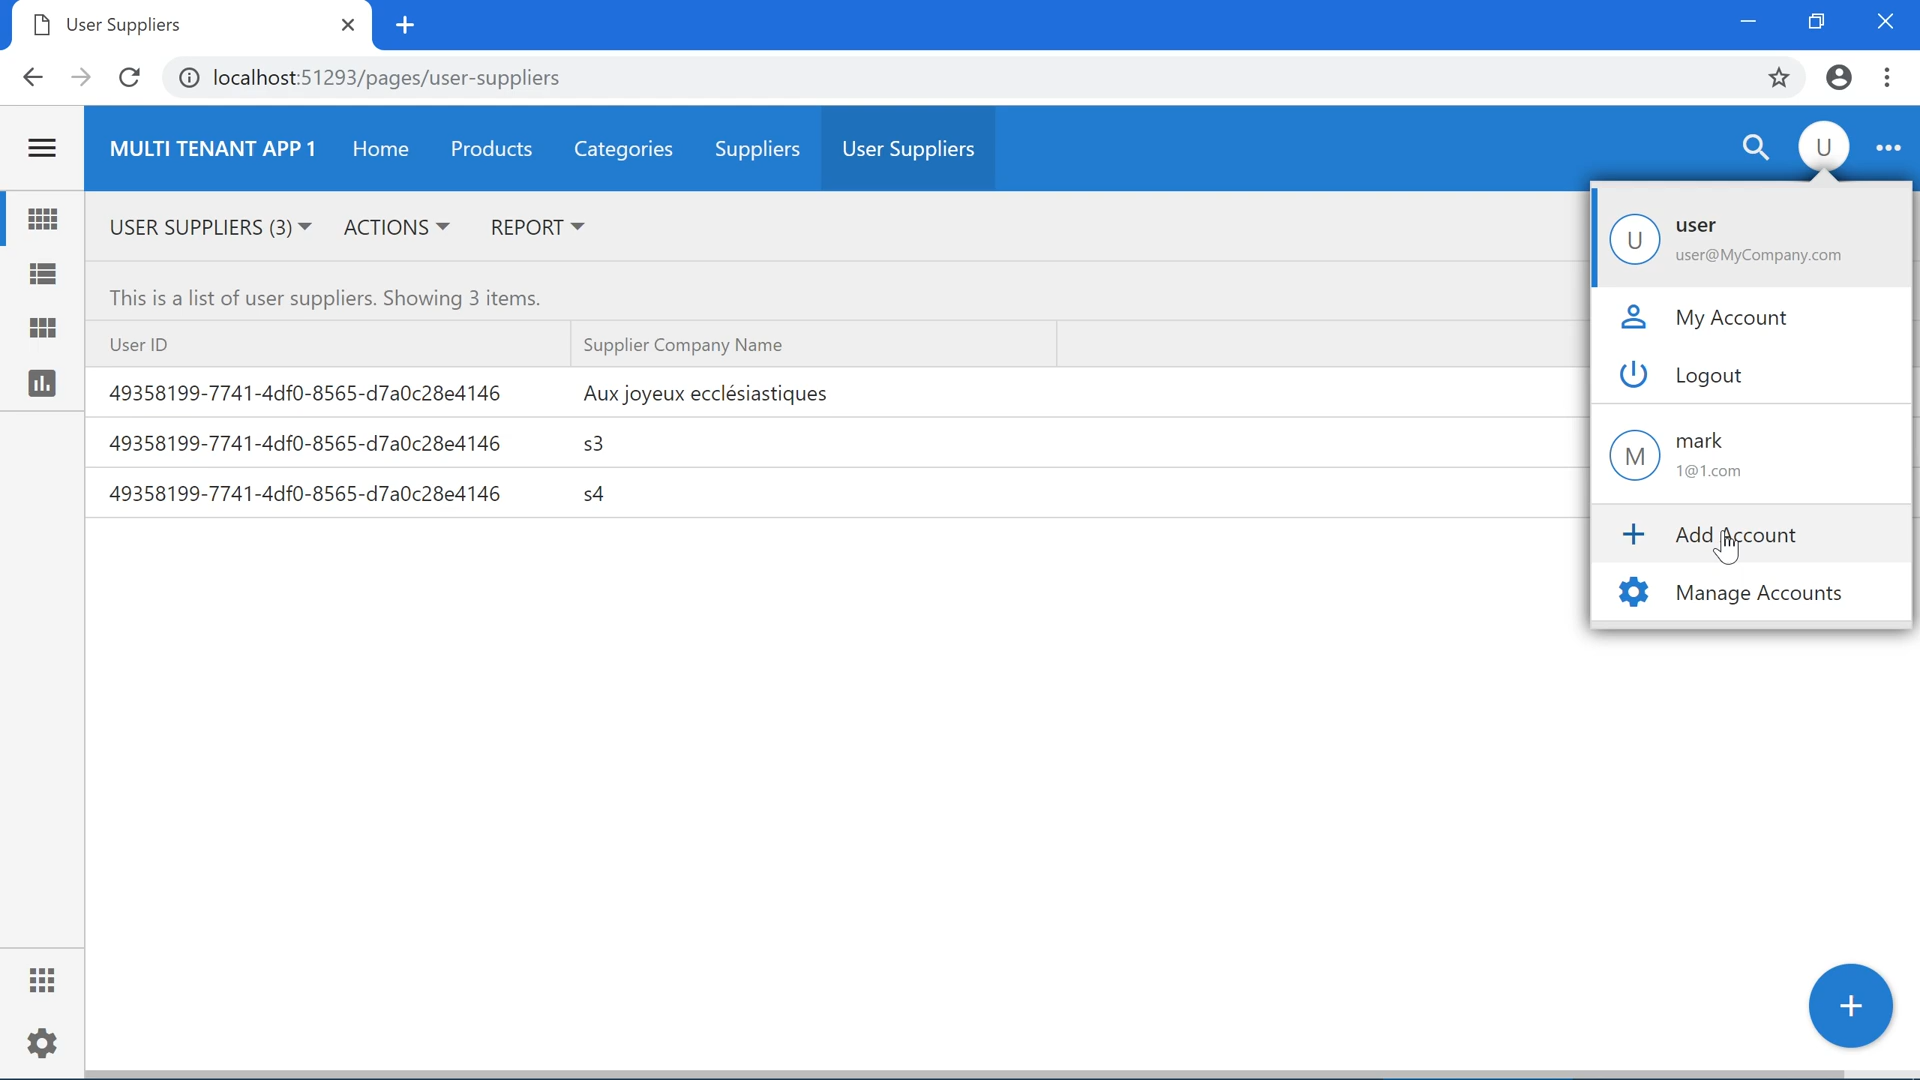 User Suppliers
localhost:51293/pages/user-suppliers
MULTI TENANT APP 1 Home Products Categories Suppliers User Suppliers
U
USER SUPPLIERS (3) ACTIONS REPORT
This is a list of user suppliers. Showing 3 items.
User ID Supplier Company Name
49358199-7741-4df0-8565-d7a0c28e4146 Aux joyeux ecclésiastiques
49358199-7741-4df0-8565-d7a0c28e4146 s3
49358199-7741-4df0-8565-d7a0c28e4146 s4
U user
user@MyCompany.com
My Account
Logout
M mark
1@1.com
Add Account
Manage Accounts